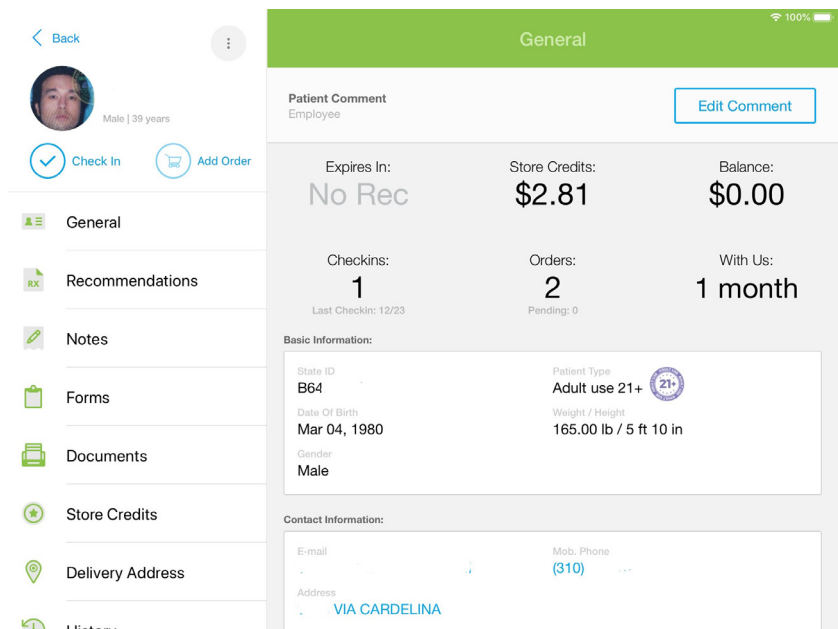 100%
Back
General
Male | 39 years
Check In
Add Order
General
Recommendations
Notes
Forms
Documents
Store Credits
Delivery Address
History
Patient Comment
Employee
Edit Comment
Expires In: Store Credits: Balance:
No Rec $2.81 $0.00
Checkins: Orders: With Us:
1 2 1 month
Last Checkin: 12/23 Pending: 0
Basic Information:
State ID Patient Type
B64 Adult use 21+ 21+
Date Of Birth Weight / Height
Mar 04, 1980 165.00 lb / 5 ft 10 in
Gender
Male
Contact Information:
E-mail Mob. Phone
(310)
Address
VIA CARDELINA